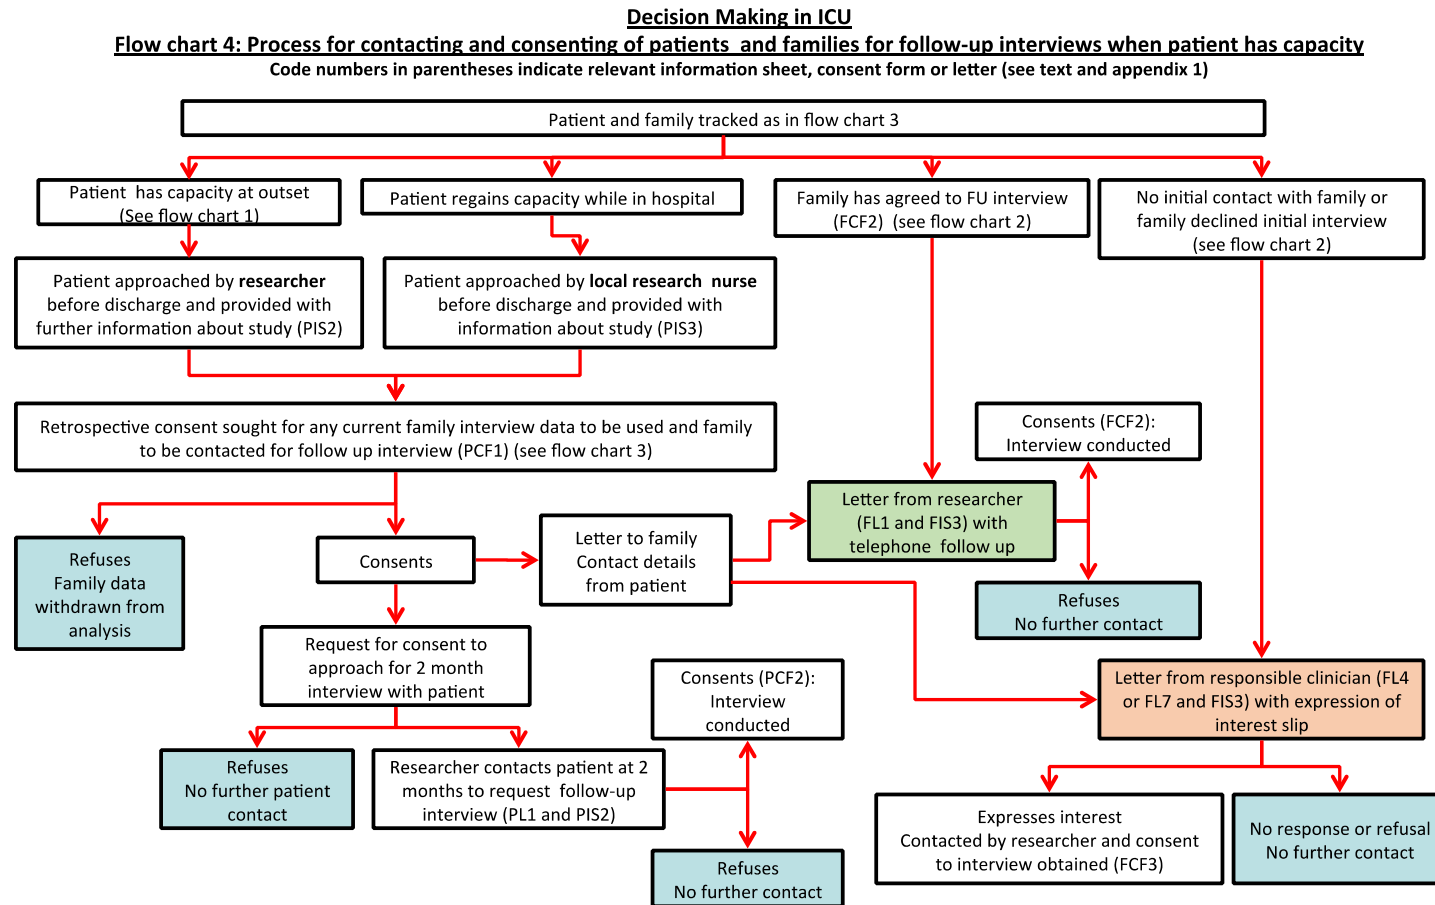 Decision Making in ICU
Flow chart 4: Process for contacting and consenting of patients and families for follow-up interviews when patient has capacity
Code numbers in parentheses indicate relevant information sheet, consent form or letter (see text and appendix 1)
Patient and family tracked as in flow chart 3
Patient has capacity at outset
(See flow chart 1)
Patient regains capacity while in hospital
Family has agreed to FU interview
(FCF2) (see flow chart 2)
No initial contact with family or
family declined initial interview
(see flow chart 2)
Patient approached by researcher
before discharge and provided with
further information about study (PIS2)
Patient approached by local research nurse
before discharge and provided with
information about study (PIS3)
Retrospective consent sought for any current family interview data to be used and family
to be contacted for follow up interview (PCF1) (see flow chart 3)
Consents (FCF2):
Interview conducted
Letter from researcher
(FL1 and FIS3) with
telephone follow up
Refuses
Family data
withdrawn from
analysis
Consents
Letter to family
Contact details
from patient
Refuses
No further contact
Request for consent to
approach for 2 month
interview with patient
Consents (PCF2):
Interview
conducted
Letter from responsible clinician (FL4
or FL7 and FIS3) with expression of
interest slip
Refuses
No further patient
contact
Researcher contacts patient at 2
months to request follow-up
interview (PL1 and PIS2)
Refuses
No further contact
Expresses interest
Contacted by researcher and consent
to interview obtained (FCF3)
No response or refusal
No further contact